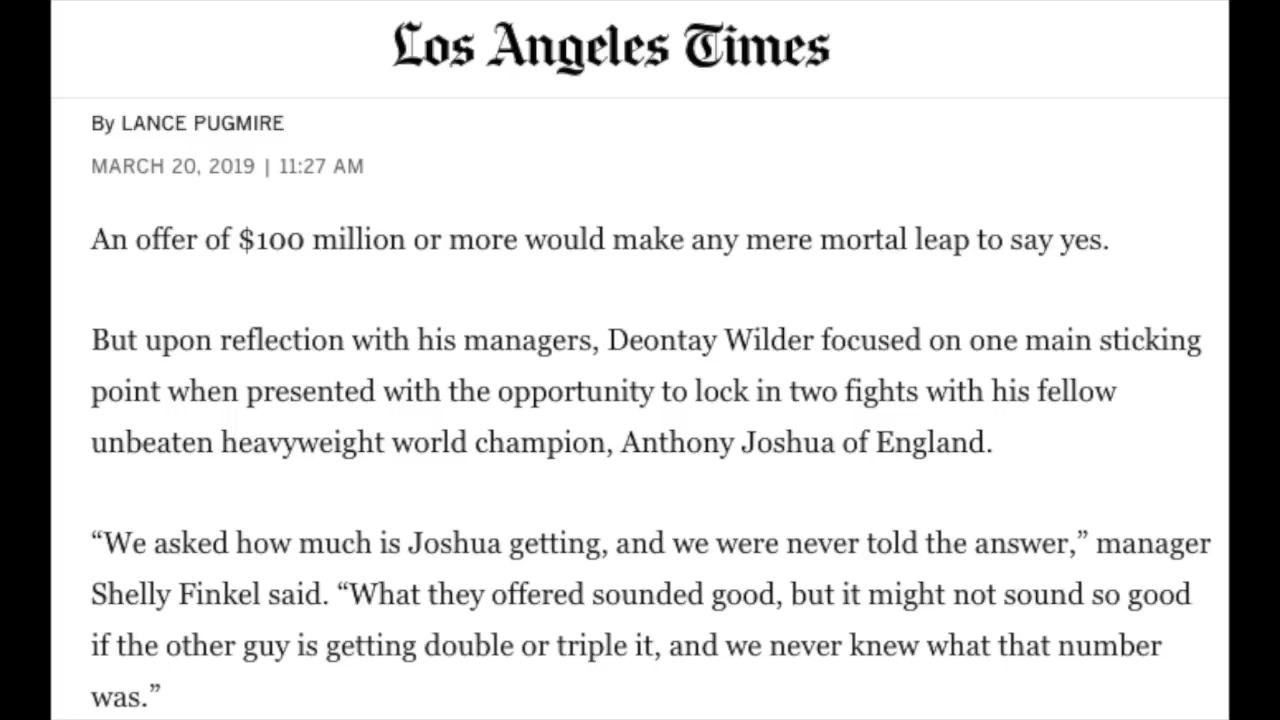 Los Angeles Times
By LANCE PUGMIRE
MARCH 20, 2019 | 11:27 AM
An offer of $100 million or more would make any mere mortal leap to say yes.
But upon reflection with his managers, Deontay Wilder focused on one main sticking
point when presented with the opportunity to lock in two fights with his fellow
unbeaten heavyweight world champion, Anthony Joshua of England.
“We asked how much is Joshua getting, and we were never told the answer,” manager
Shelly Finkel said. “What they offered sounded good, but it might not sound so good
if the other guy is getting double or triple it, and we never knew what that number
was.”